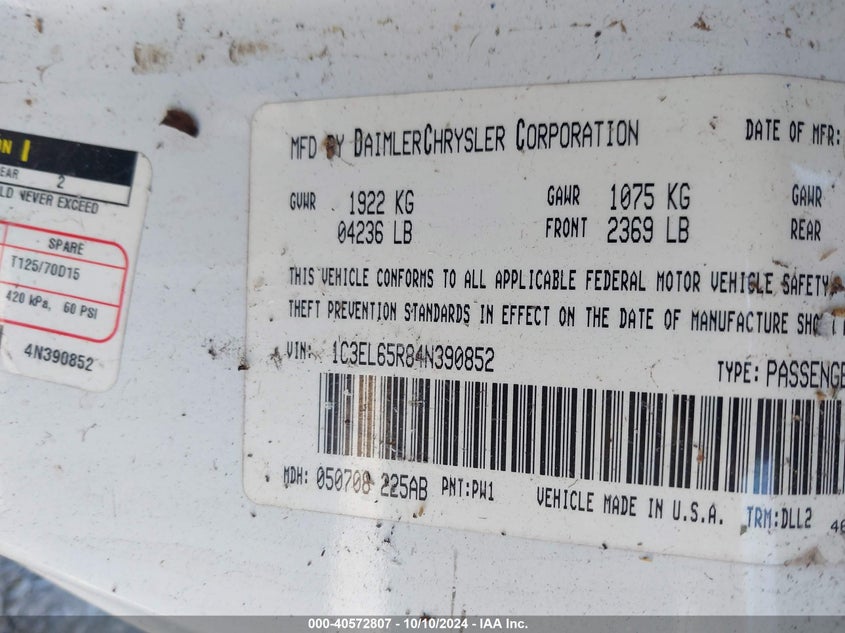 ON
EAR 2
LD NEVER EXCEED
SPARE
T125/70D15
420 kPa, 60 PSI
4N390852
MFD BY DAIMLERCHRYSLER CORPORATION DATE OF MFR:
GVWR 1922 KG GAWR 1075 KG GAWR
04236 LB FRONT 2369 LB REAR
THIS VEHICLE CONFORMS TO ALL APPLICABLE FEDERAL MOTOR VEHICLE SAFETY,
THEFT PREVENTION STANDARDS IN EFFECT ON THE DATE OF MANUFACTURE SHO
VIN: 1C3EL65R84N390852 TYPE: PASSENGE
MDH: 050708 225AB PNT:PW1 VEHICLE MADE IN U.S.A. TRM:DLL2 40
000-40572807 - 10/10/2024 - IAA Inc.